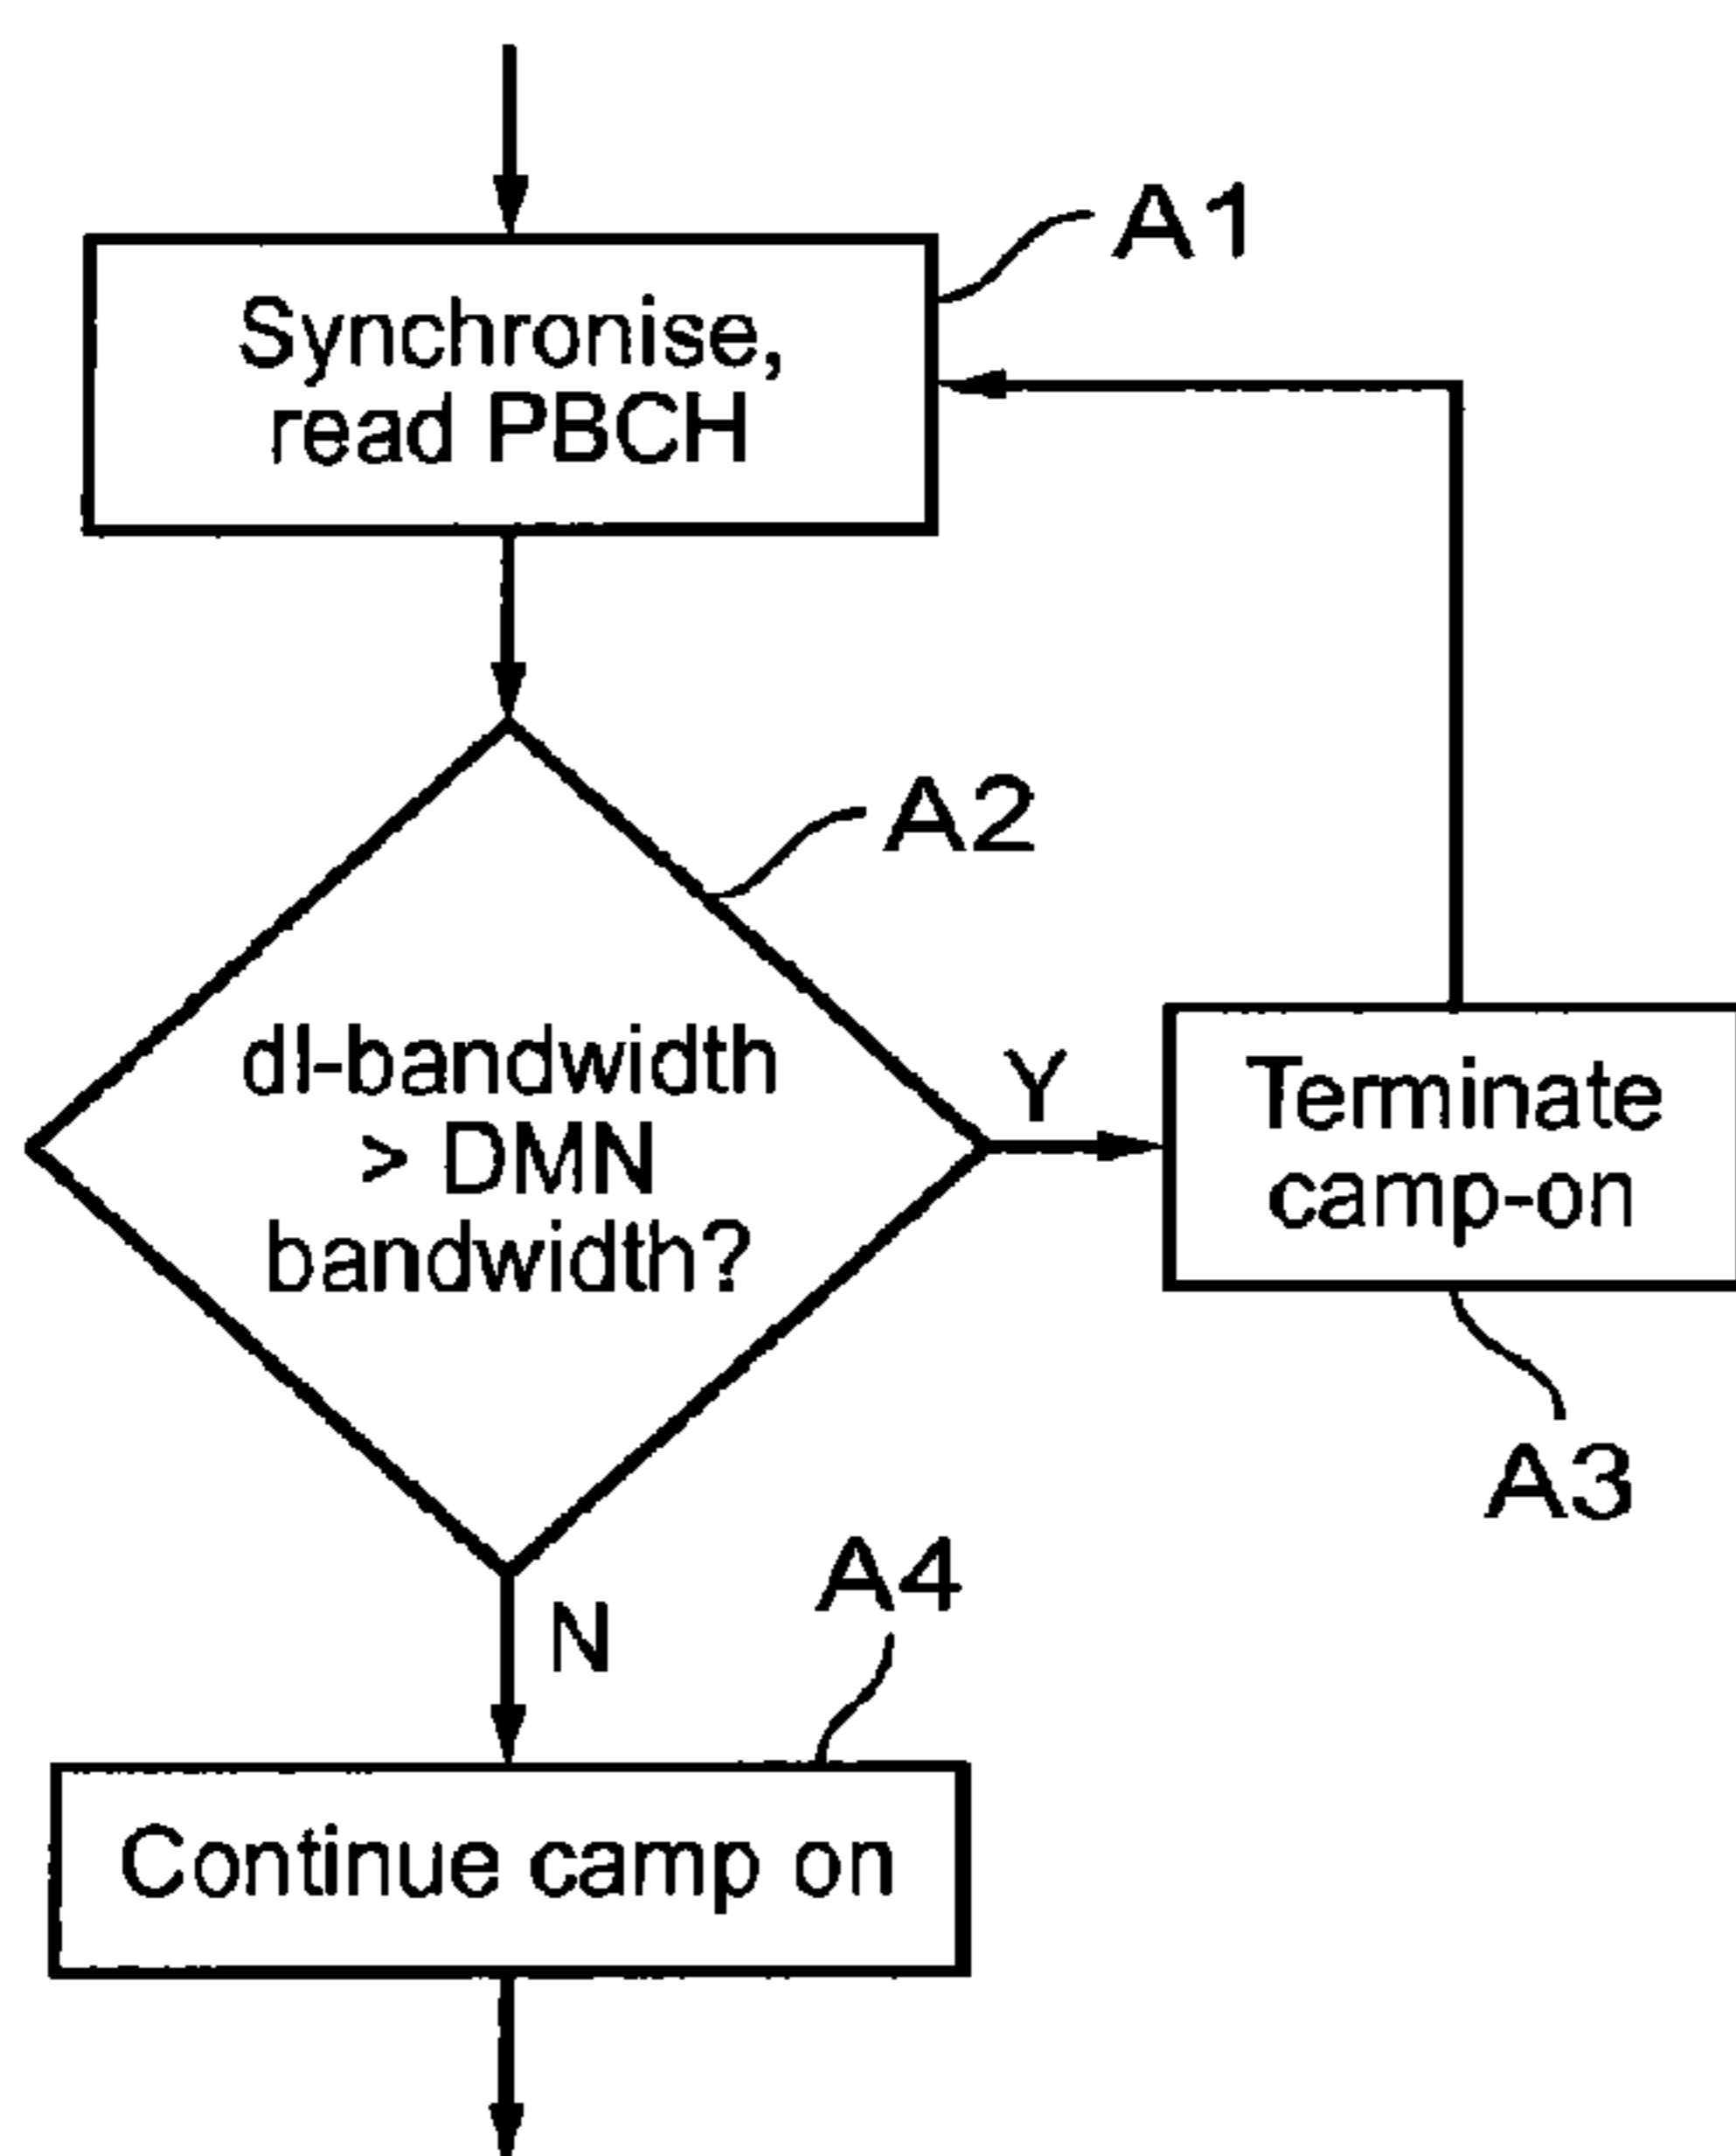 A1
Synchronise,
read PBCH
A2
dl-bandwidth
> DMN
bandwidth?
Y
Terminate
camp-on
A3
N
A4
Continue camp on